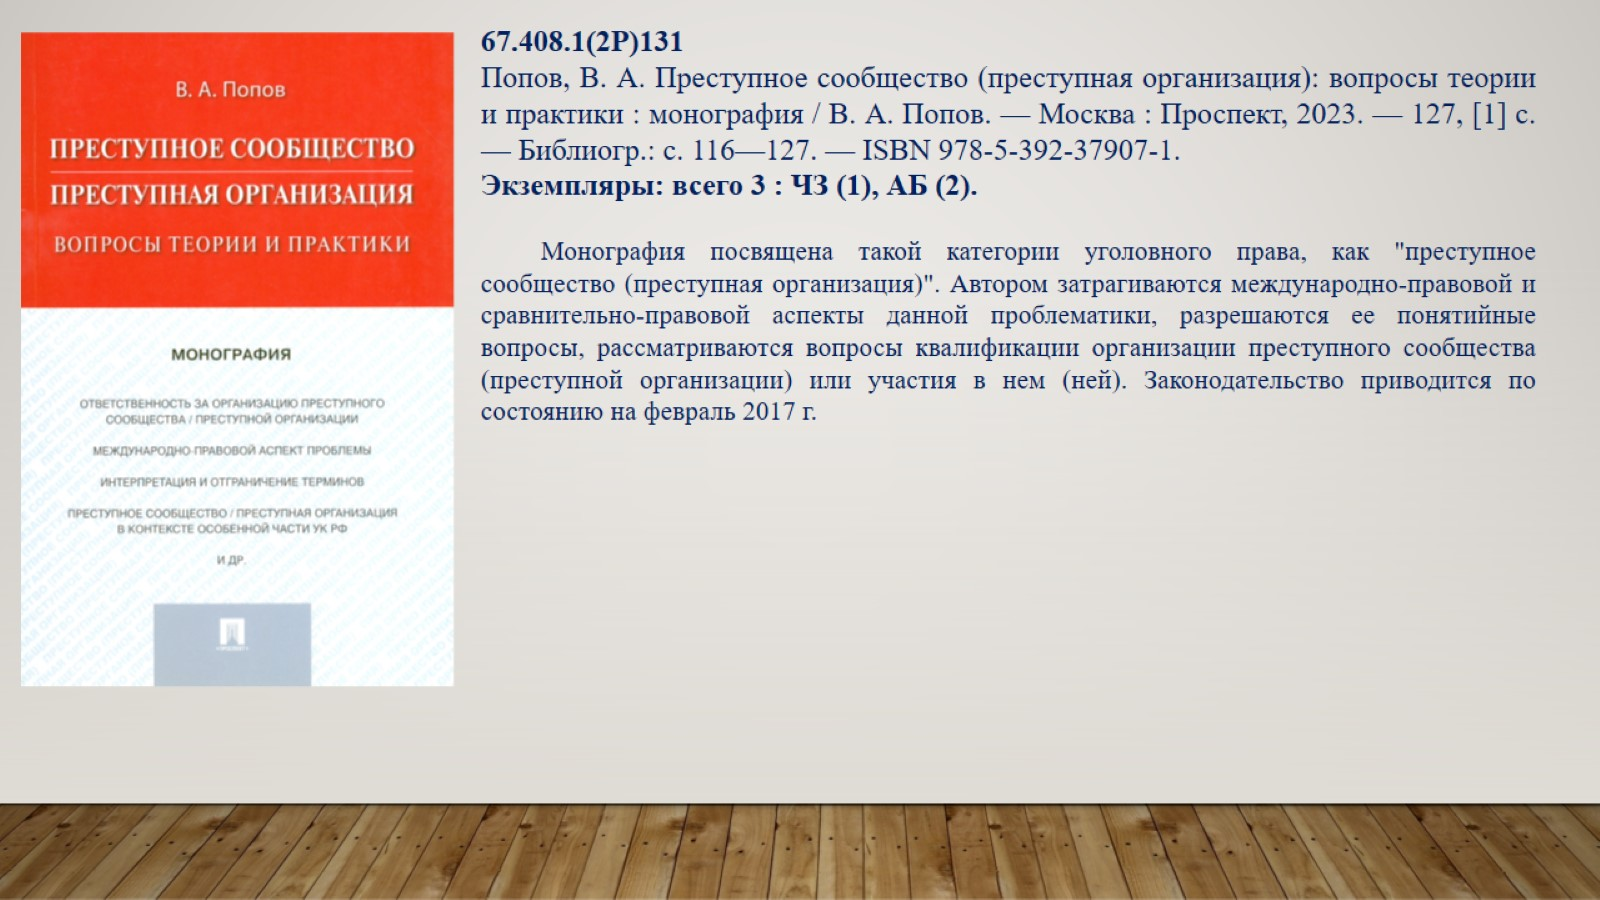 В. А. Попов
ПРЕСТУПНОЕ СООБЩЕСТВО
ПРЕСТУПНАЯ ОРГАНИЗАЦИЯ
ВОПРОСЫ ТЕОРИИ И ПРАКТИКИ
МОНОГРАФИЯ
ОТВЕТСТВЕННОСТЬ ЗА ОРГАНИЗАЦИЮ ПРЕСТУПНОГО
СООБЩЕСТВА / ПРЕСТУПНОЙ ОРГАНИЗАЦИИ
МЕЖДУНАРОДНО-ПРАВОВОЙ АСПЕКТ ПРОБЛЕМЫ
ИНТЕРПРЕТАЦИЯ И ОТГРАНИЧЕНИЕ ТЕРМИНОВ
ПРЕСТУПНОЕ СООБЩЕСТВО / ПРЕСТУПНАЯ ОРГАНИЗАЦИЯ
В КОНТЕКСТЕ ОСОБЕННОЙ ЧАСТИ УК РФ
И ДР.
67.408.1(2Р)131
Попов, В. А. Преступное сообщество (преступная организация): вопросы теории
и практики : монография / В. А. Попов. — Москва : Проспект, 2023. — 127, [1] с.
— Библиогр.: с. 116—127. — ISBN 978-5-392-37907-1.
Экземпляры: всего 3 : ЧЗ (1), АБ (2).
Монография посвящена такой категории уголовного права, как "преступное
сообщество (преступная организация)". Автором затрагиваются международно-правовой и
сравнительно-правовой аспекты данной проблематики, разрешаются ее понятийные
вопросы, рассматриваются вопросы квалификации организации преступного сообщества
(преступной организации) или участия в нем (ней). Законодательство приводится по
состоянию на февраль 2017 г.